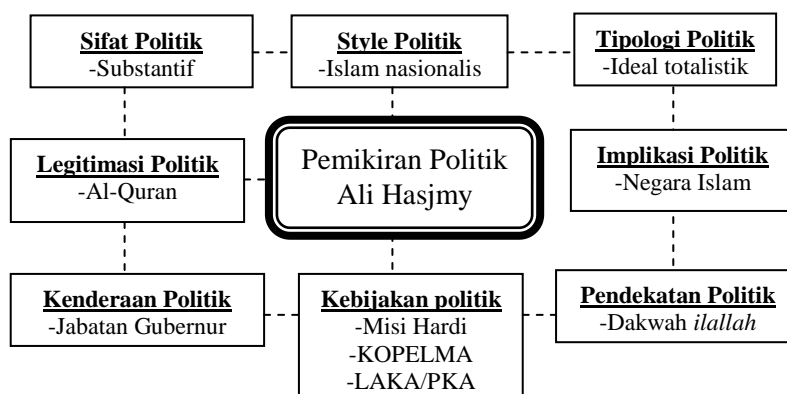 Sifat Politik
-Substantif
Style Politik
-Islam nasionalis
Tipologi Politik
-Ideal totalistik
Legitimasi Politik
-Al-Quran
Pemikiran Politik
Ali Hasjmy
Implikasi Politik
-Negara Islam
Kenderaan Politik
-Jabatan Gubernur
Kebijakan politik
-Misi Hardi
-KOPELMA
-LAKA/PKA
Pendekatan Politik
-Dakwah ilallah